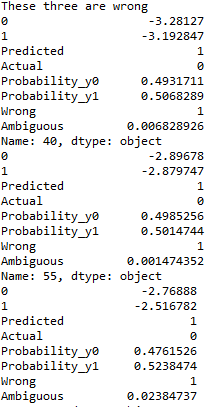 These three are wrong
0 -3.28127
1 -3.192847
Predicted 1
Actual 0
Probability_y0 0.4931711
Probability_y1 0.5068289
Wrong 1
Ambiguous 0.006828926
Name: 40, dtype: object
0 -2.89678
1 -2.879747
Predicted 1
Actual 0
Probability_y0 0.4985256
Probability_y1 0.5014744
Wrong 1
Ambiguous 0.001474352
Name: 55, dtype: object
0 -2.76888
1 -2.516782
Predicted 1
Actual 0
Probability_y0 0.4761526
Probability_y1 0.5238474
Wrong 1
Ambiguous 0.02384737